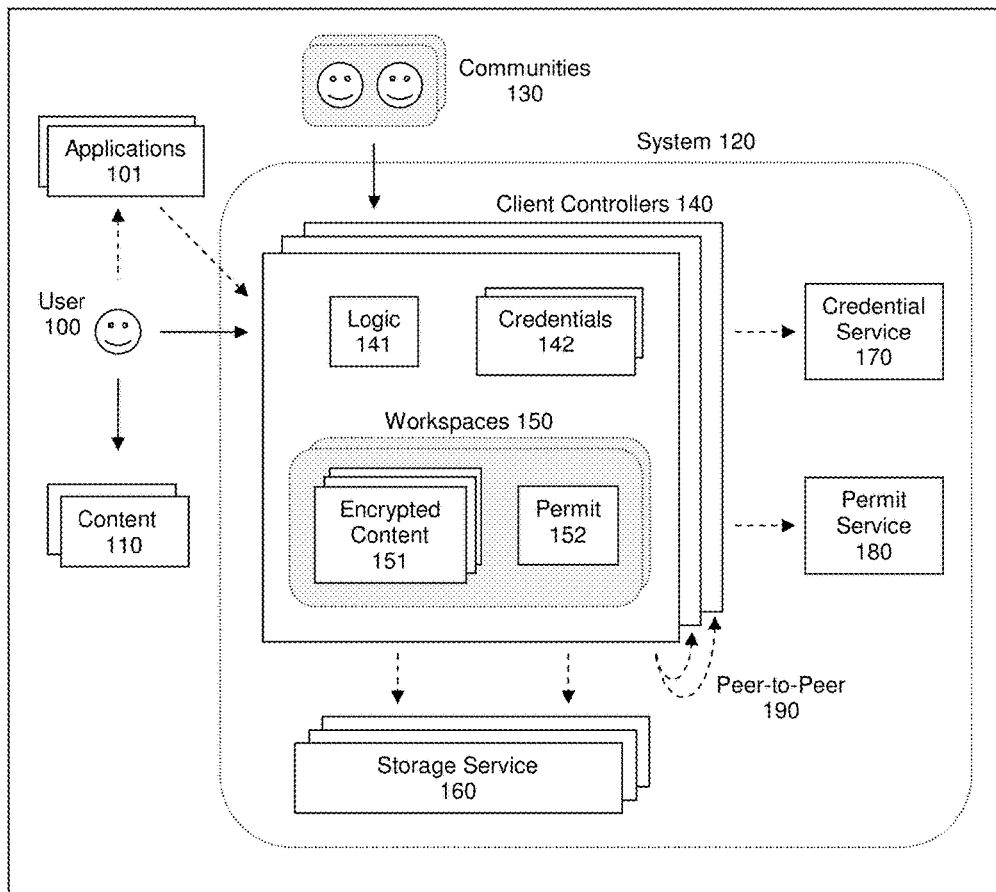 Communities
130
System 120
Applications
101
Client Controllers 140
User
100
Logic
141
Credentials
142
Credential
Service
170
Workspaces 150
Content
110
Encrypted
Content
151
Permit
152
Permit
Service
180
Peer-to-Peer
190
Storage Service
160